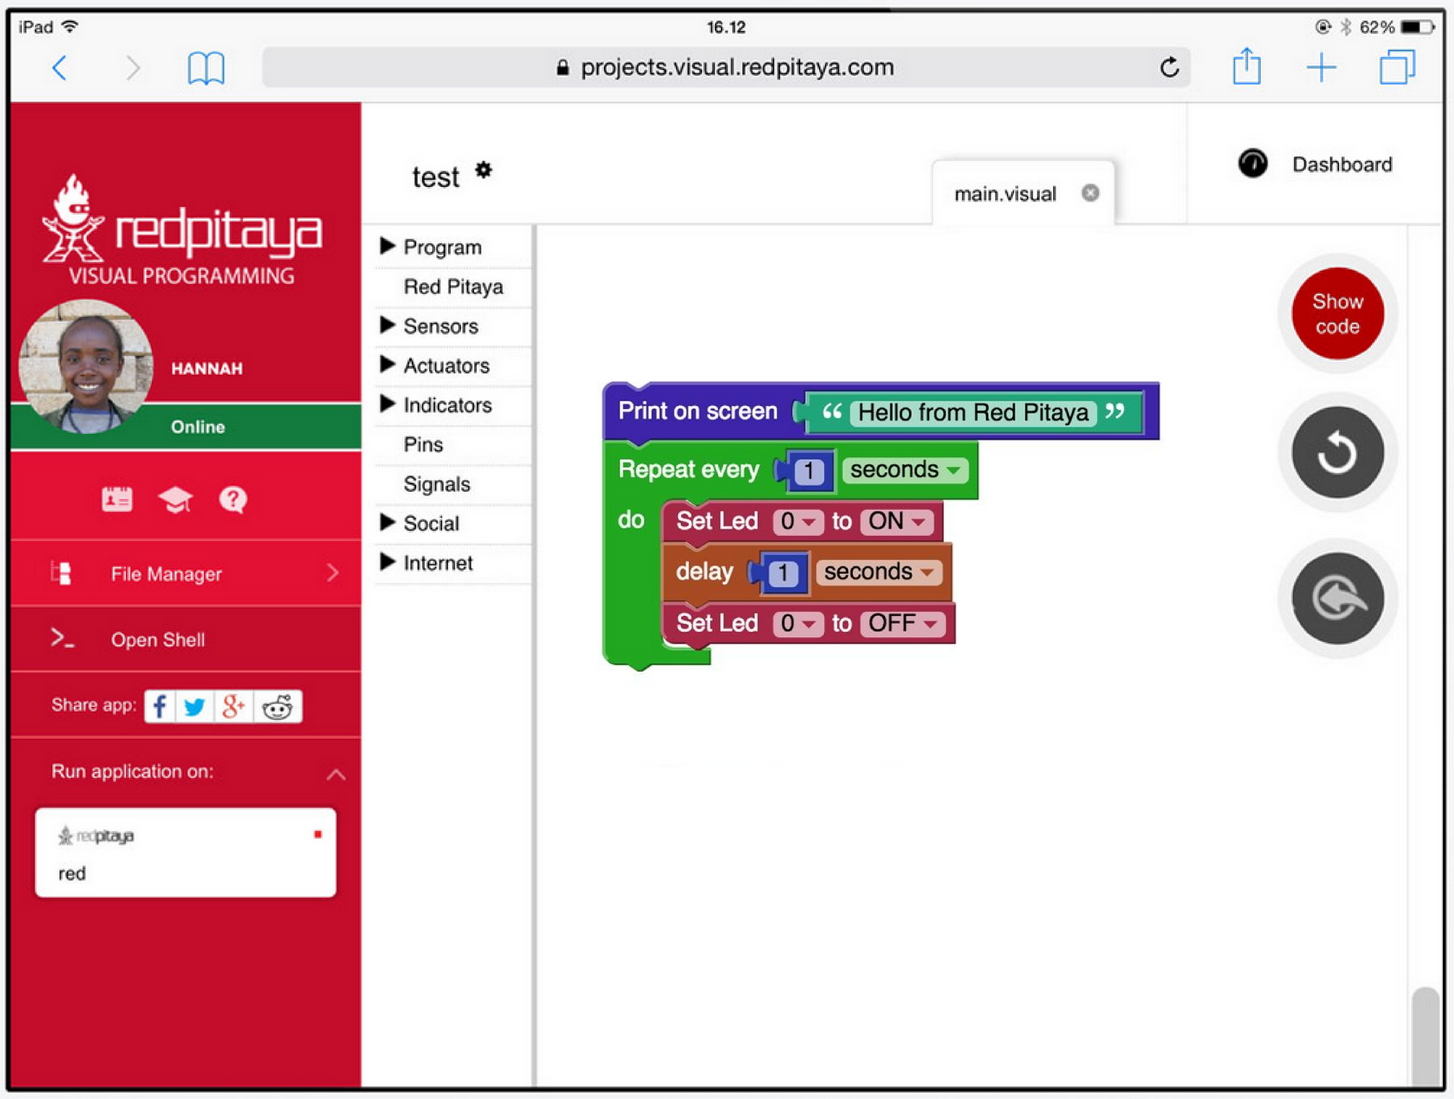 iPad 16.12 62%
projects.visual.redpitaya.com
redpitaya
VISUAL PROGRAMMING
HANNAH
Online
File Manager
>_ Open Shell
Share app: f g+
Run application on:
redpitaya
red
test
main.visual
Dashboard
Program
Red Pitaya
Sensors
Actuators
Indicators
Pins
Signals
Social
Internet
Print on screen “ Hello from Red Pitaya ”
Repeat every 1 seconds
do Set Led 0 to ON
delay 1 seconds
Set Led 0 to OFF
Show
code